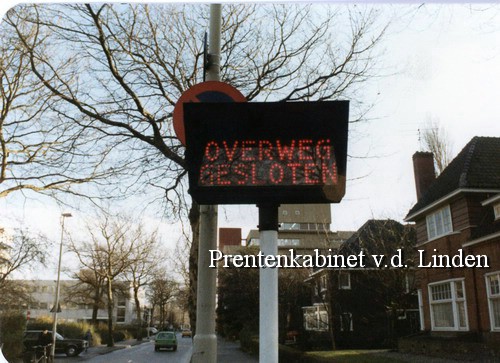 OVERWEG
GESLOTEN
Prentenkabinet v.d. Linden